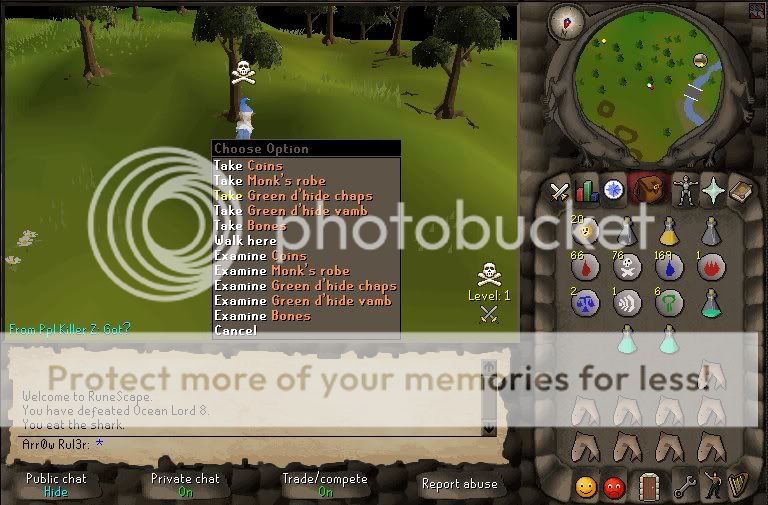 Choose Option
Take Coins
Take Monk's robe
Take Green d'hide chaps
Take Green d'hide vamb
Take Bones
Walk here
Examine Coins
Examine Monk's robe
Examine Green d'hide chaps
Examine Green d'hide vamb
Examine Bones
Cancel
Level: 1
From Ppl Killer Z: Got?
photobucket
Protect more of your memories for less!
Welcome to RuneScape.
You have defeated Ocean Lord 8.
You eat the shark.
Arr0w Rul3r: *
Public chat
Hide
Private chat
On
Trade/compete
On
Report abuse
20
66 76 169 1
2 1 6